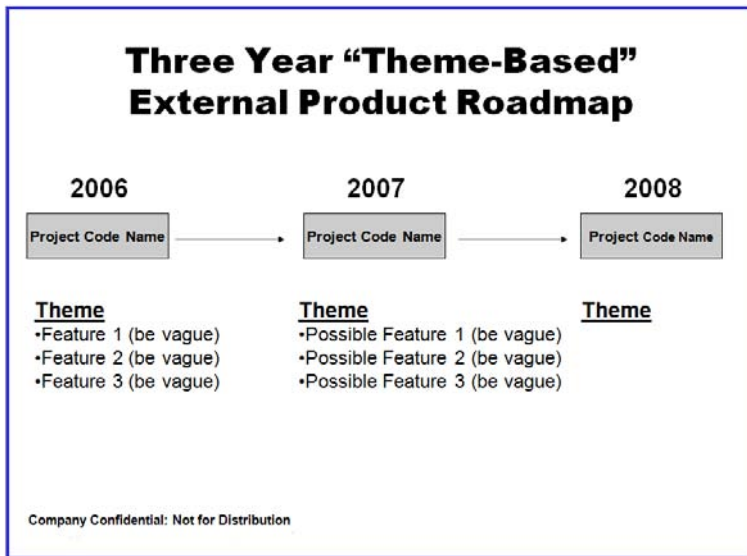 Three Year “Theme-Based”
External Product Roadmap
2006
2007
2008
Project Code Name
Project Code Name
Project Code Name
Theme
•Feature 1 (be vague)
•Feature 2 (be vague)
•Feature 3 (be vague)
Theme
•Possible Feature 1 (be vague)
•Possible Feature 2 (be vague)
•Possible Feature 3 (be vague)
Theme
Company Confidential: Not for Distribution